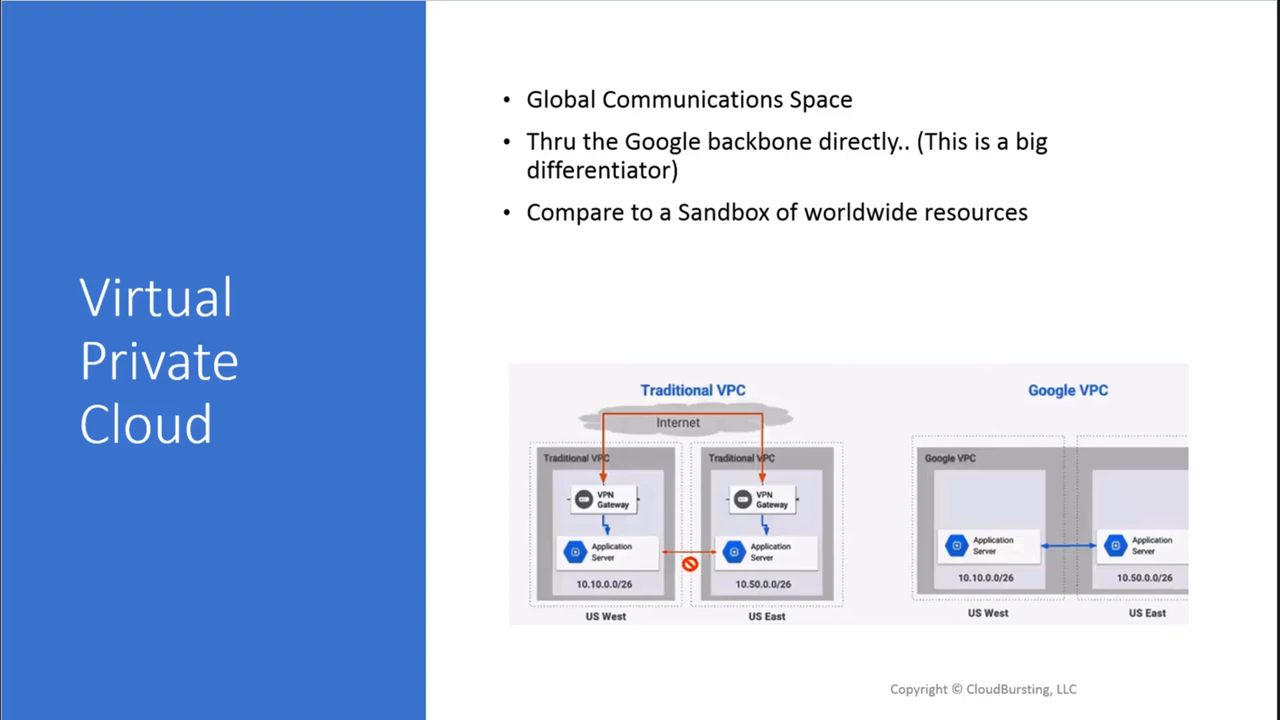 Virtual
Private
Cloud
• Global Communications Space
• Thru the Google backbone directly.. (This is a big
differentiator)
• Compare to a Sandbox of worldwide resources
Traditional VPC
Internet
Traditional VPC
VPN
Gateway
Application
Server
10.10.0.0/26
US West
Traditional VPC
VPN
Gateway
Application
Server
10.50.0.0/26
US East
Google VPC
Google VPC
Application
Server
10.10.0.0/26
US West
Application
Server
10.50.0.0/26
US East
Copyright © CloudBursting, LLC